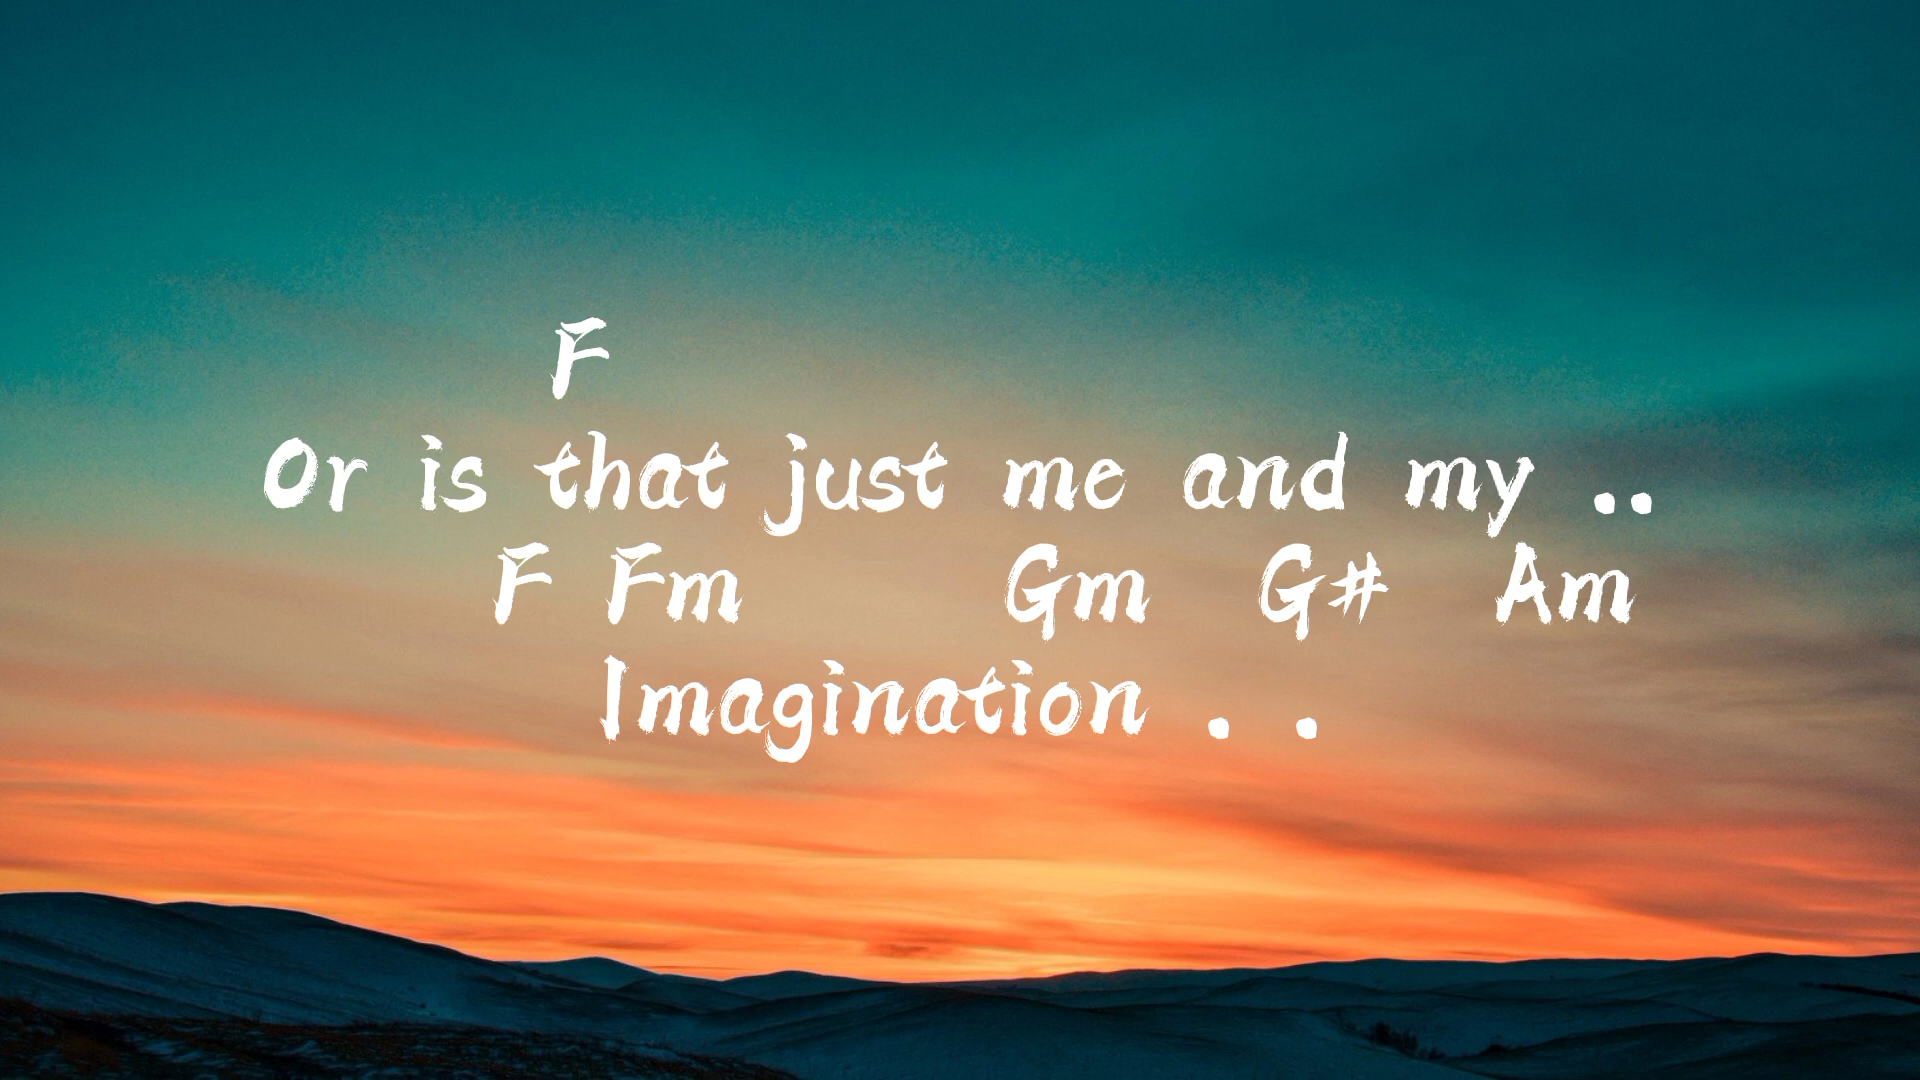 F
Or is that just me and my ..
F Fm Gm G# Am
Imagination . .